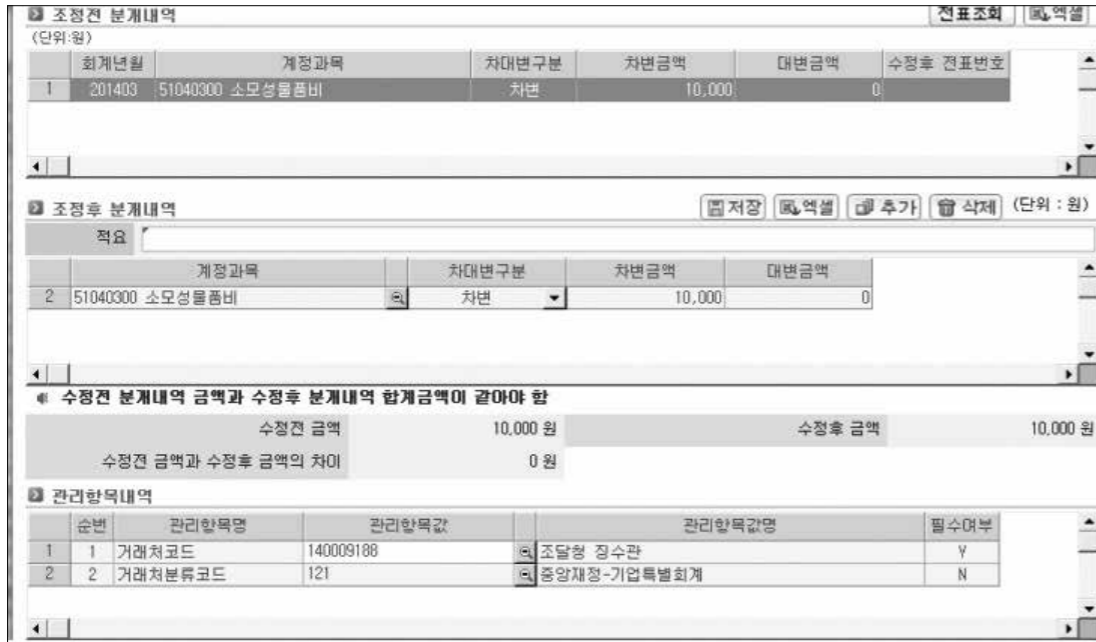 조정전 분개내역 전표조회 엑셀
(단위:원)
회계년월 계정과목 차대변구분 차변금액 대변금액 수정후 전표번호
1 201403 51040300 소모성물품비 차변 10,000 0
조정후 분개내역 저장 엑셀 추가 삭제 (단위 : 원)
적요
계정과목 차대변구분 차변금액 대변금액
2 51040300 소모성물품비 차변 10,000 0
수정전 분개내역 금액과 수정후 분개내역 합계금액이 같아야 함
수정전 금액 10,000 원 수정후 금액 10,000 원
수정전 금액과 수정후 금액의 차이 0 원
관리항목내역
순번 관리항목명 관리항목값 관리항목값명 필수여부
1 1 거래처코드 140009188 조달청 징수관 Y
2 2 거래처분류코드 121 중앙재정-기업특별회계 N